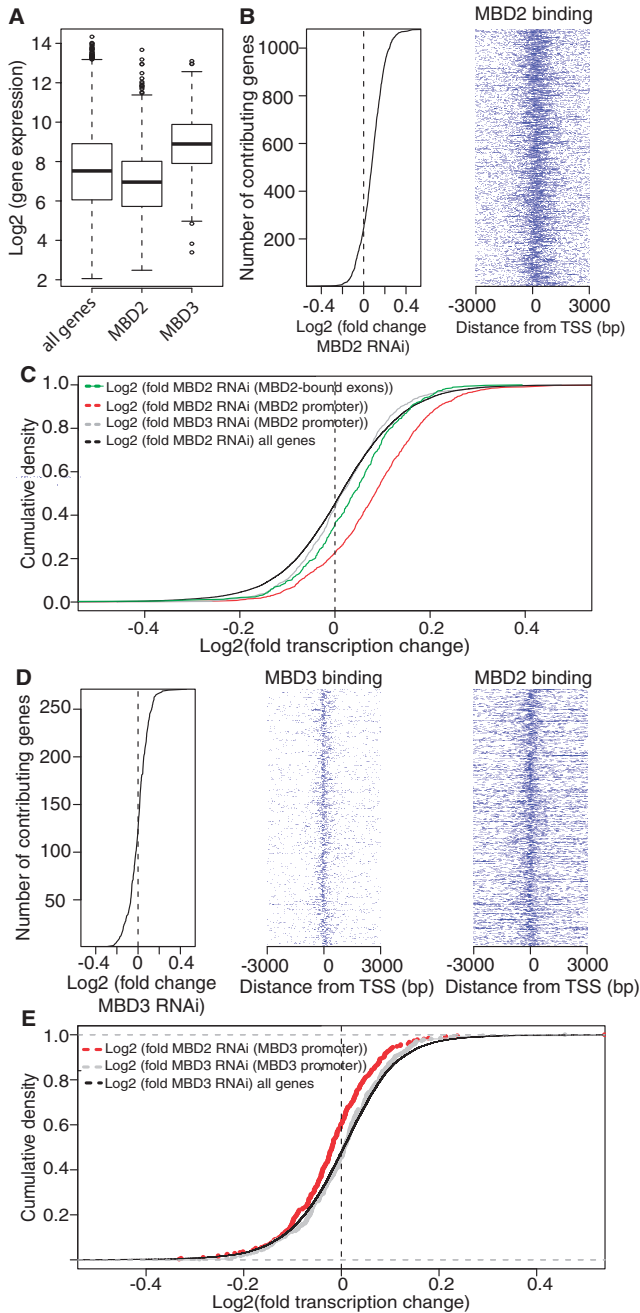 A
Log2 (gene expression)
14
12
10
8
6
4
2
all genes
MBD2
MBD3
B
Number of contributing genes
1000
800
600
400
200
-0.4
0
0.4
Log2 (fold change
MBD2 RNAi)
MBD2 binding
-3000
0
3000
Distance from TSS (bp)
C
Cumulative density
1.0
0.8
0.6
0.4
0.2
0.0
Log2 (fold MBD2 RNAi (MBD2-bound exons))
Log2 (fold MBD2 RNAi (MBD2 promoter))
Log2 (fold MBD3 RNAi (MBD2 promoter))
Log2 (fold MBD2 RNAi) all genes
-0.4
-0.2
0
0.2
0.4
Log2(fold transcription change)
D
Number of contributing genes
250
200
150
100
50
-0.4
0
0.4
Log2 (fold change
MBD3 RNAi)
MBD3 binding
-3000
0
3000
Distance from TSS (bp)
MBD2 binding
-3000
0
3000
Distance from TSS (bp)
E
Cumulative density
1.0
0.8
0.6
0.4
0.2
Log2 (fold MBD2 RNAi (MBD3 promoter))
Log2 (fold MBD3 RNAi (MBD3 promoter))
Log2 (fold MBD3 RNAi) all genes
-0.4
-0.2
0
0.2
0.4
Log2(fold transcription change)